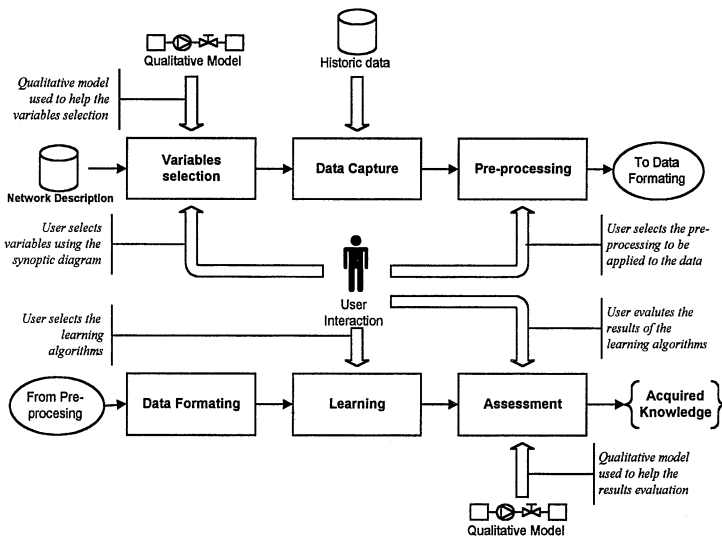 Qualitative Model
Historic data
Qualitative model
used to help the
variables selection
Variables
selection
Data Capture
Pre-processing
To Data
Formating
Network Description
User selects
variables using the
synoptic diagram
User selects the pre-
processing to be
applied to the data
User
Interaction
User selects the
learning
algorithms
User evalutes the
results of the
learning algorithms
From Pre-
procesing
Data Formating
Learning
Assessment
Acquired
Knowledge
Qualitative model
used to help the
results evaluation
Qualitative Model